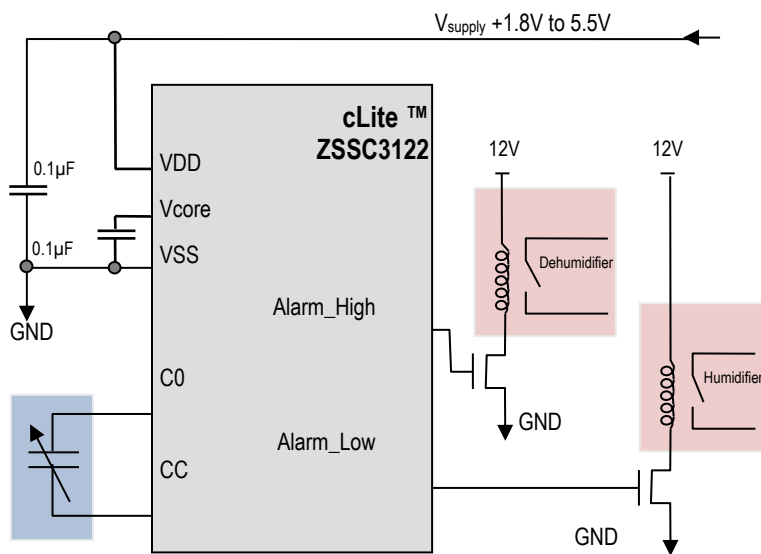 Vsupply +1.8V to 5.5V
cLite ™
ZSSC3122
12V
12V
0.1µF
VDD
Vcore
0.1µF
VSS
Dehumidifier
GND
Alarm_High
C0
Humidifier
GND
CC
Alarm_Low
GND